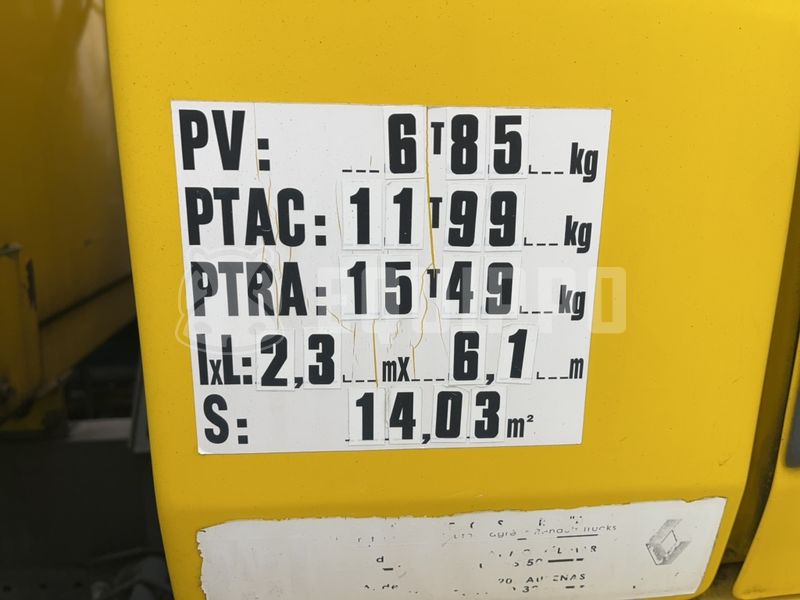 PV: 6T85 kg
PTAC: 11T99 kg
PTRA: 15T49 kg
lxL: 2,3 mx 6,1 m
S: 14,03 m²
trucks
AUBENAS